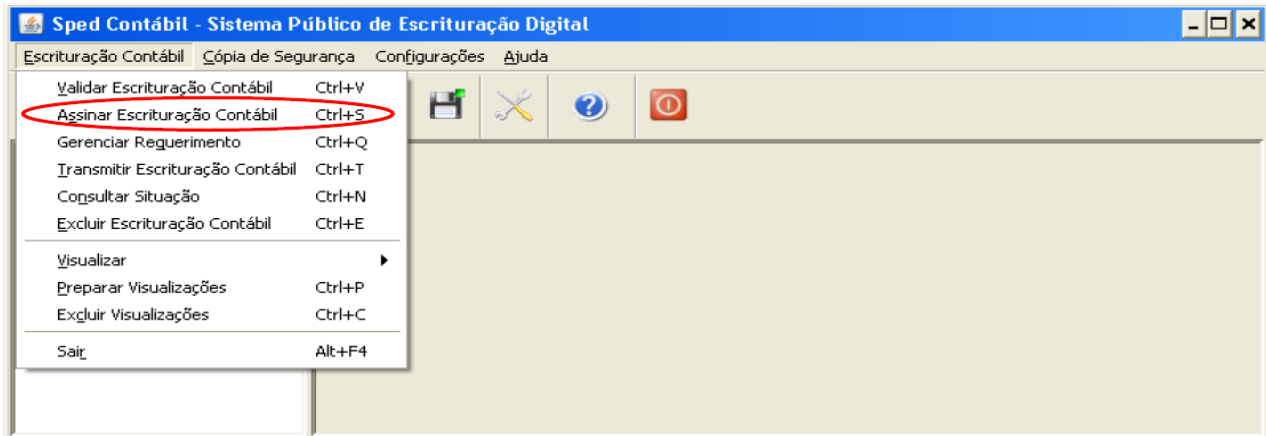 Sped Contábil - Sistema Público de Escrituração Digital
Escrituração Contábil Cópia de Segurança Configurações Ajuda
Validar Escrituração Contábil Ctrl+V
Assinar Escrituração Contábil Ctrl+S
Gerenciar Requerimento Ctrl+Q
Transmitir Escrituração Contábil Ctrl+T
Consultar Situação Ctrl+N
Excluir Escrituração Contábil Ctrl+E
Visualizar
Preparar Visualizações Ctrl+P
Excluir Visualizações Ctrl+C
Sair Alt+F4